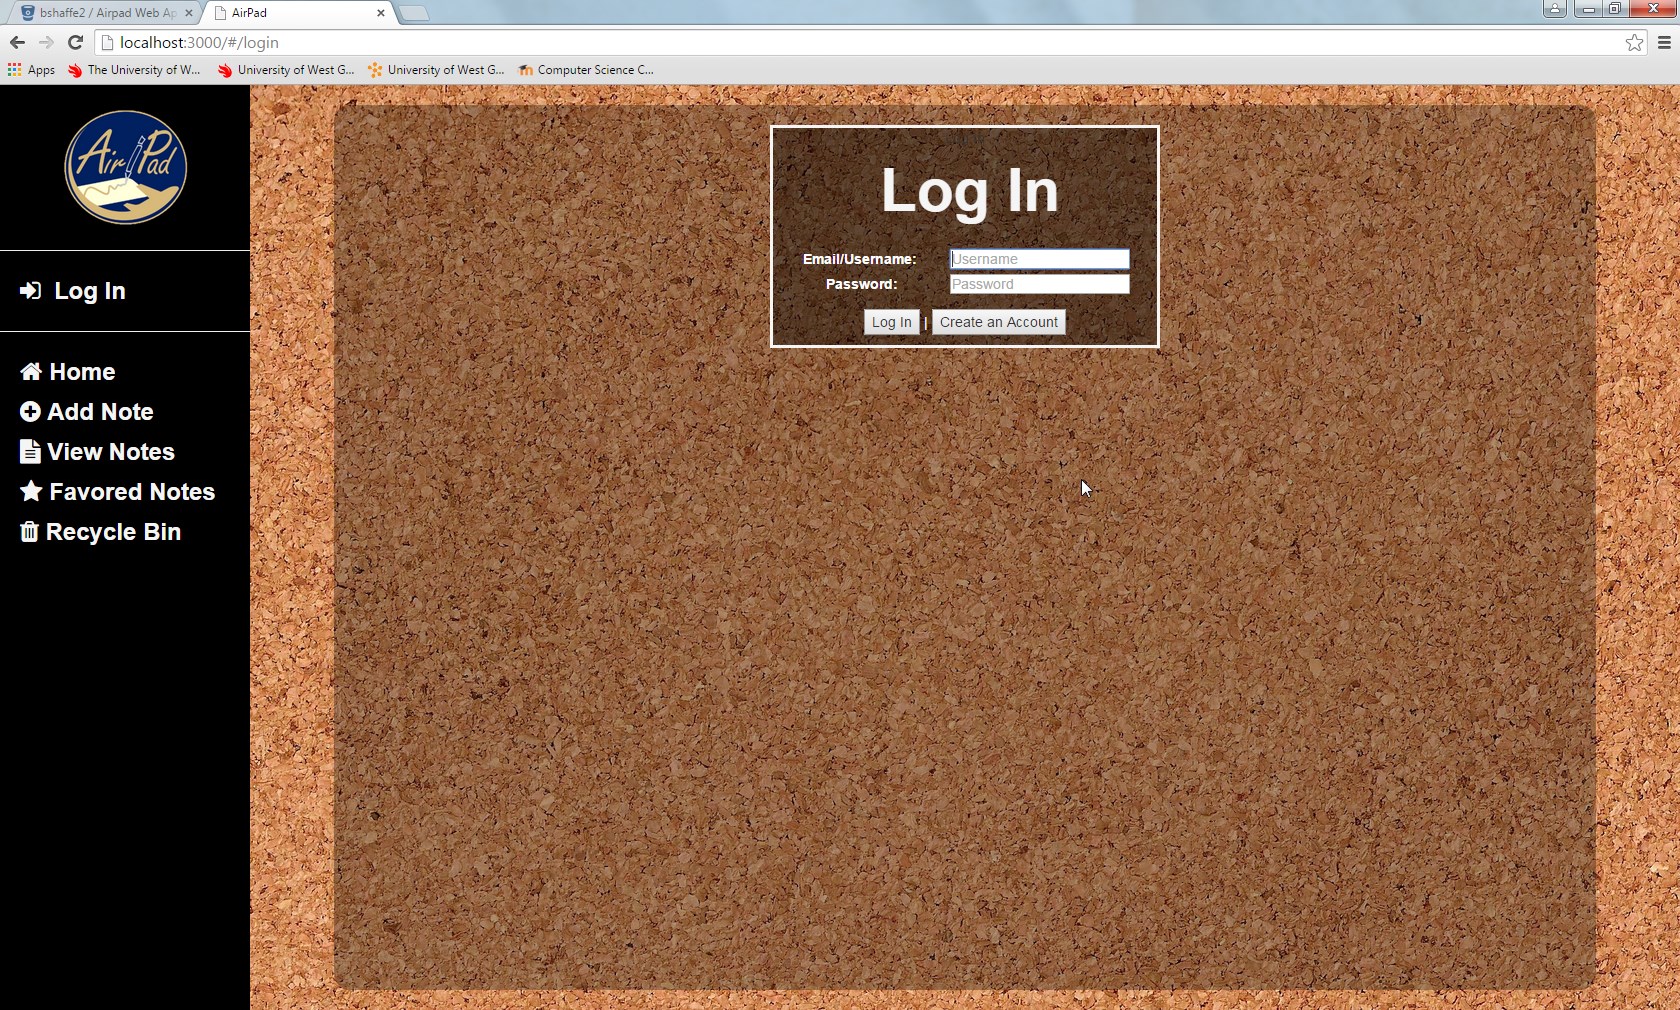 bshaffe2 / Airpad Web Ap
AirPad
localhost:3000/#/login
Apps
The University of W...
University of West G...
University of West G...
Computer Science C...
Air Pad
Log In
Home
Add Note
View Notes
Favored Notes
Recycle Bin
Log In
Email/Username:
Username
Password:
Password
Log In | Create an Account